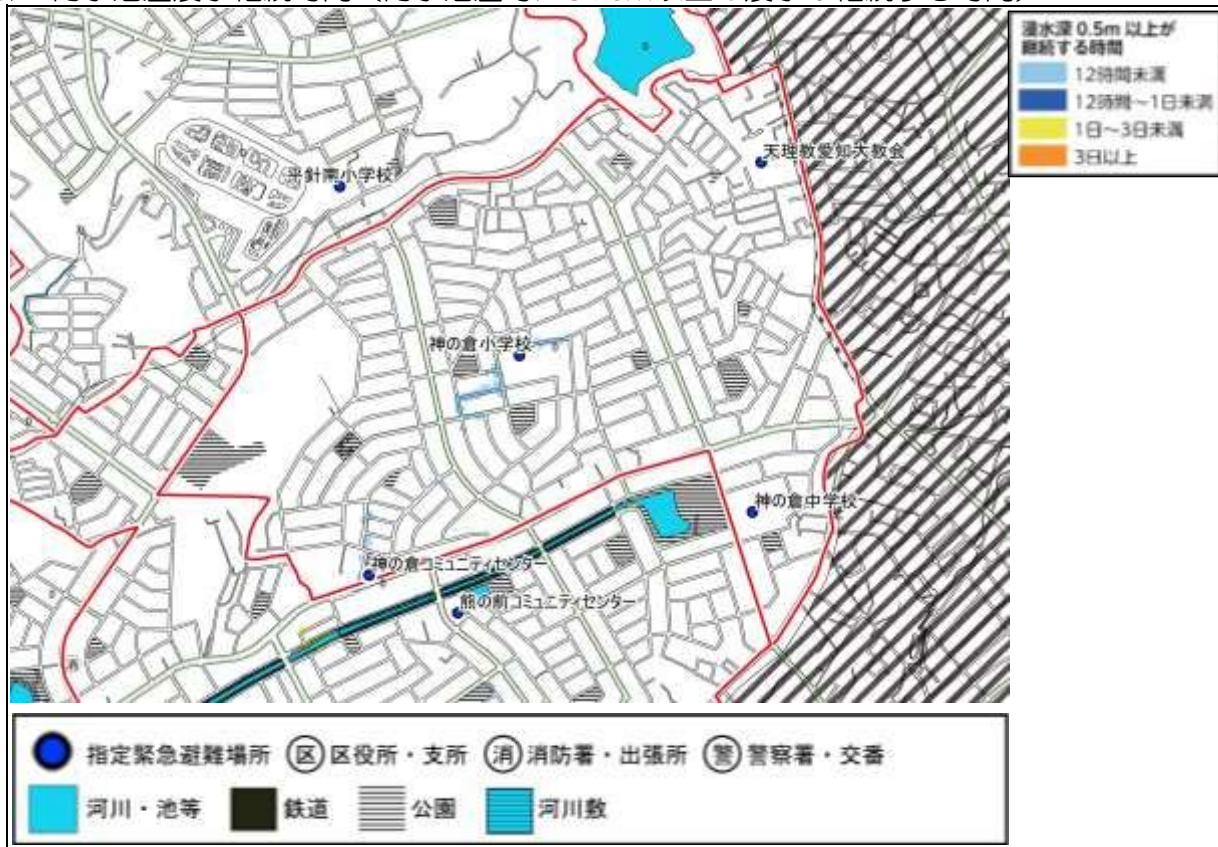 浸水深 0.5m 以上が
継続する時間
12時間未満
12時間～1日未満
1日～3日未満
3日以上
天理教愛知大教会
平針南小学校
神の倉小学校
神の倉中学校
神の倉コミュニティセンター
熊の前コミュニティセンター
指定緊急避難場所 区 区役所・支所 消 消防署・出張所 警 警察署・交番
河川・池等 鉄道 公園 河川敷